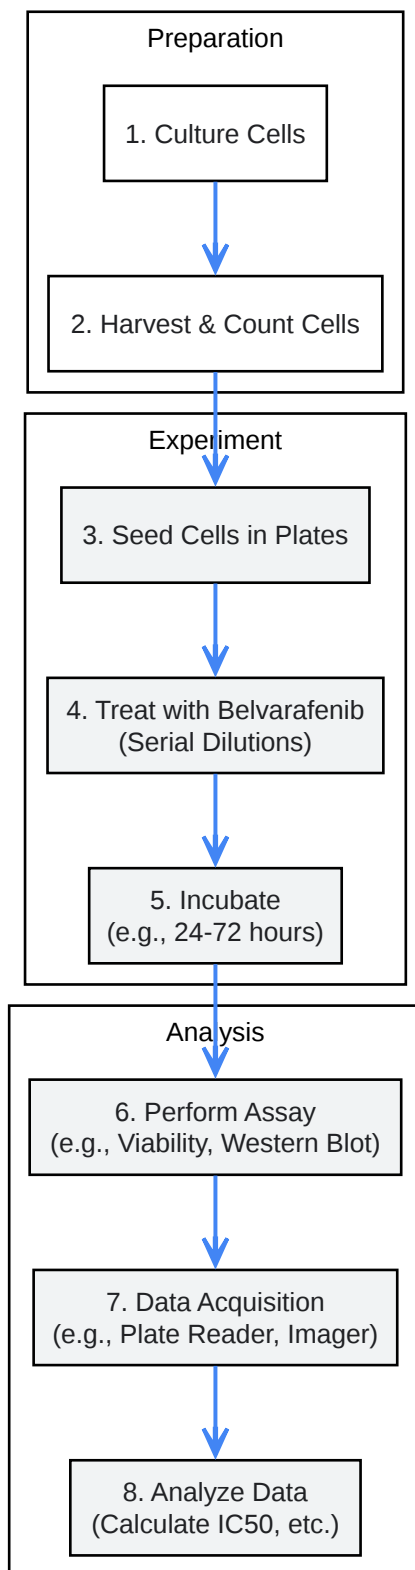 Preparation
1. Culture Cells
2. Harvest & Count Cells
Experiment
3. Seed Cells in Plates
4. Treat with Belvarafenib
(Serial Dilutions)
5. Incubate
(e.g., 24-72 hours)
Analysis
6. Perform Assay
(e.g., Viability, Western Blot)
7. Data Acquisition
(e.g., Plate Reader, Imager)
8. Analyze Data
(Calculate IC50, etc.)